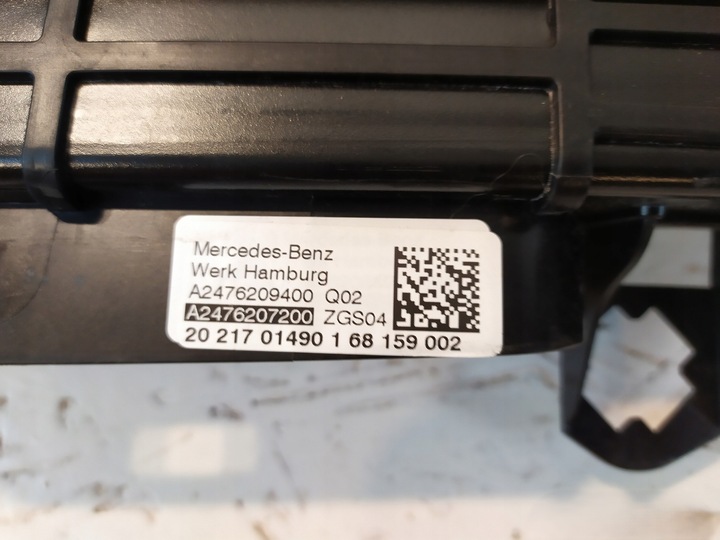 Mercedes-Benz
Werk Hamburg
A2476209400 Q02
A2476207200 ZGS04
20 217 01490 1 68 159 002